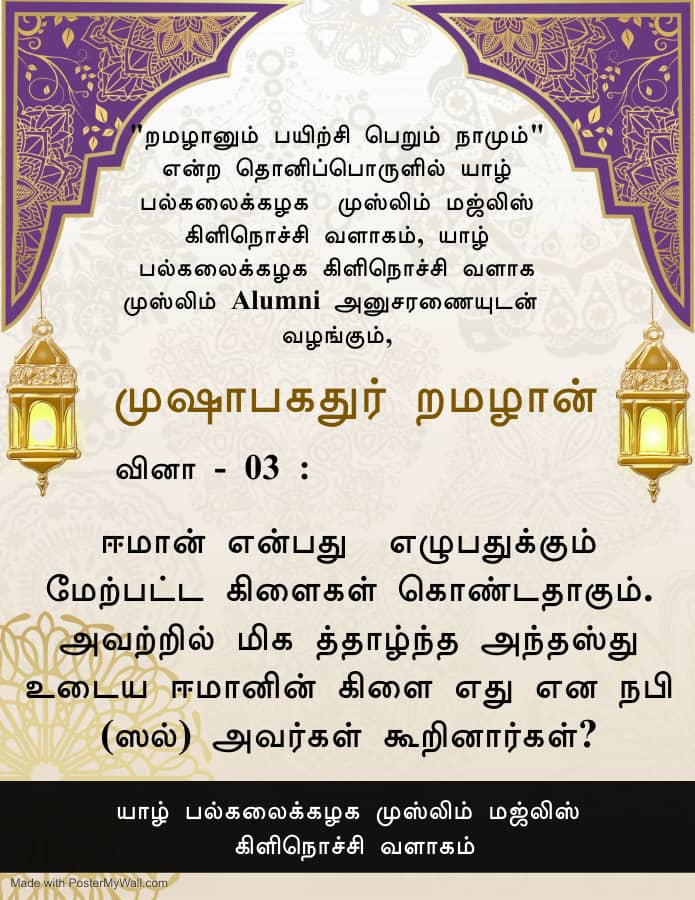 "றமழானும் பயிற்சி பெறும் நாமும்"
என்ற தொனிப்பொருளில் யாழ்
பல்கலைக்கழக முஸ்லிம் மஜ்லிஸ்
கிளிநொச்சி வளாகம், யாழ்
பல்கலைக்கழக கிளிநொச்சி வளாக
முஸ்லிம் Alumni அனுசரணையுடன்
வழங்கும்,
முஷாபகதுர் றமழான்
வினா - 03 :
ஈமான் என்பது எழுபதுக்கும்
மேற்பட்ட கிளைகள் கொண்டதாகும்.
அவற்றில் மிக த்தாழ்ந்த அந்தஸ்து
உடைய ஈமானின் கிளை எது என நபி
(ஸல்) அவர்கள் கூறினார்கள்?
யாழ் பல்கலைக்கழக முஸ்லிம் மஜ்லிஸ்
கிளிநொச்சி வளாகம்
Made with PosterMyWall.com